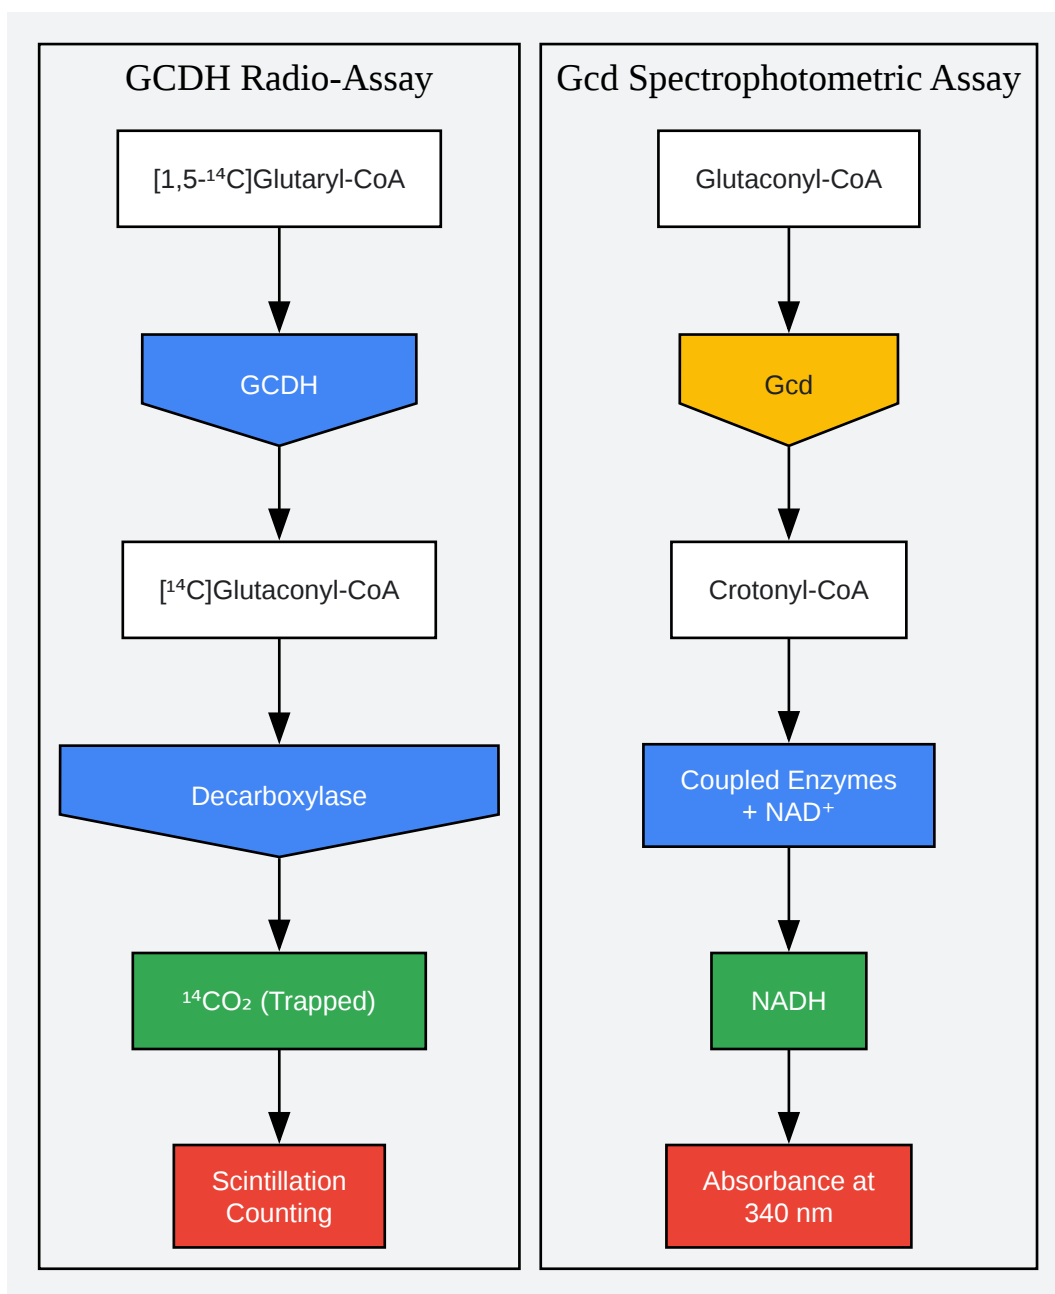 GCDH Radio-Assay
[1,5-¹⁴C]Glutaryl-CoA
GCDH
[¹⁴C]Glutaconyl-CoA
Decarboxylase
¹⁴CO₂ (Trapped)
Scintillation
Counting
Gcd Spectrophotometric Assay
Glutaconyl-CoA
Gcd
Crotonyl-CoA
Coupled Enzymes
+ NAD⁺
NADH
Absorbance at
340 nm